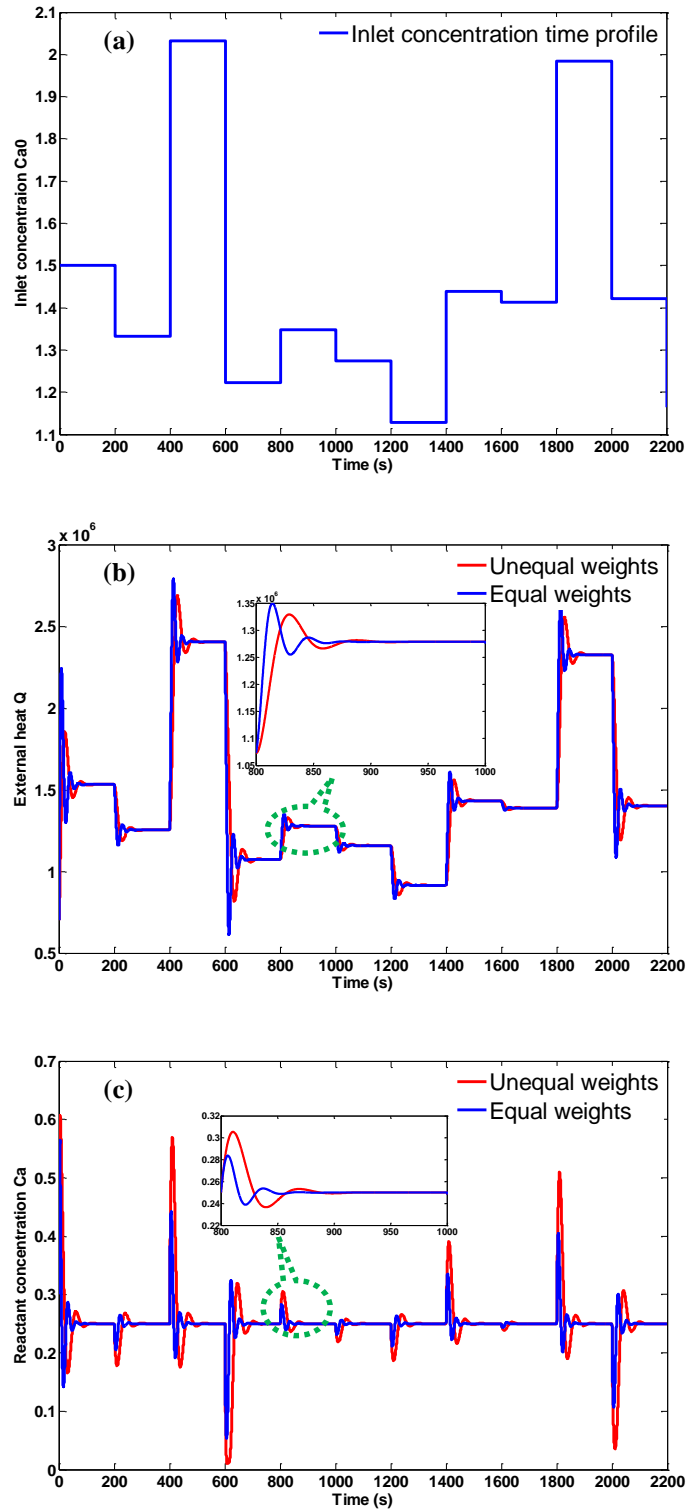 (a)
Inlet concentration time profile
Inlet concentraion Ca0
2.1
2
1.9
1.8
1.7
1.6
1.5
1.4
1.3
1.2
1.1
0 200 400 600 800 1000 1200 1400 1600 1800 2000 2200
Time (s)
x 10^6
(b)
Unequal weights
Equal weights
External heat Q
3
2.5
2
1.5
1
0.5
x 10^6
1.35
1.3
1.25
1.2
1.15
1.1
1.05
800 850 900 950 1000
0 200 400 600 800 1000 1200 1400 1600 1800 2000 2200
Time (s)
(c)
Unequal weights
Equal weights
Reactant concentration Ca
0.7
0.6
0.5
0.4
0.3
0.2
0.1
0
0.32
0.3
0.28
0.26
0.24
0.22
800 850 900 950 1000
0 200 400 600 800 1000 1200 1400 1600 1800 2000 2200
Time (s)